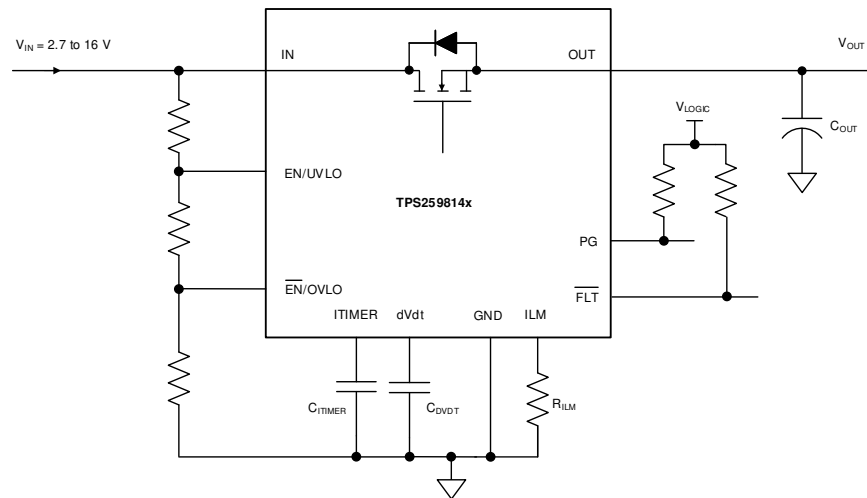 V_IN = 2.7 to 16 V
IN
OUT
V_OUT
V_LOGIC
C_OUT
EN/UVLO
TPS259814x
PG
EN/OVLO
FLT
ITIMER
dVdt
GND
ILM
C_ITIMER
C_DVDT
R_ILM